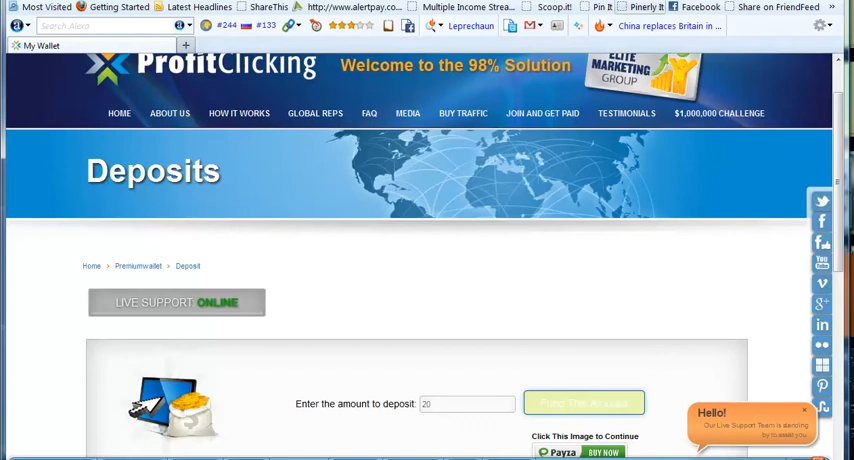 Most Visited Getting Started Latest Headlines ShareThis http://www.alertpay.co... Multiple Income Strea... Scoop.it! Pin It Pinerly It Facebook Share on FriendFeed »
Search Alexa #244 #133 Leprechaun China replaces Britain in ...
My Wallet +
ProfitClicking Welcome to the 98% Solution ELITE MARKETING GROUP
HOME ABOUT US HOW IT WORKS GLOBAL REPS FAQ MEDIA BUY TRAFFIC JOIN AND GET PAID TESTIMONIALS $1,000,000 CHALLENGE
Deposits
Home Premiumwallet Deposit
LIVE SUPPORT: ONLINE
Enter the amount to deposit: 20 Fund This Amount
Hello!
Our Live Support Team is standing
by to assist you.
Click This Image to Continue
Payza BUY NOW
You Tube